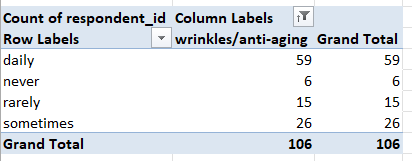 Count of respondent_id Column Labels
Row Labels wrinkles/anti-aging Grand Total
daily 59 59
never 6 6
rarely 15 15
sometimes 26 26
Grand Total 106 106